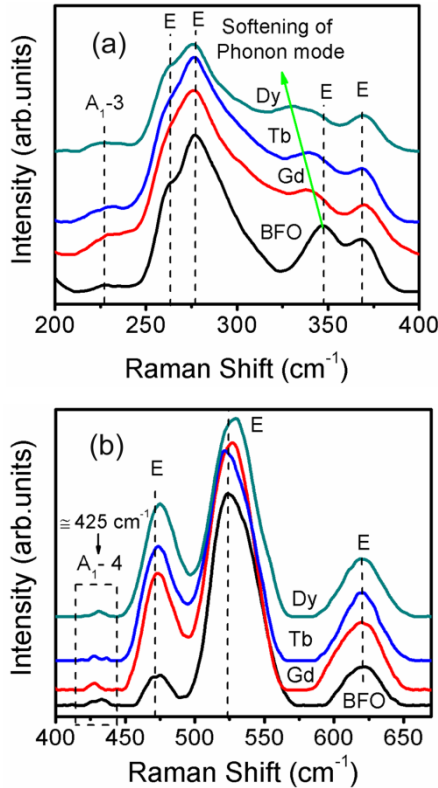 (a)
E E
Softening of
Phonon mode
A₁-3
Dy
E E
Tb
Gd
BFO
Intensity (arb.units)
200 250 300 350 400
Raman Shift (cm⁻¹)
(b)
E
E
≅ 425 cm⁻¹
A₁- 4
E
Dy
Tb
Gd
BFO
Intensity (arb.units)
400 450 500 550 600 650
Raman Shift (cm⁻¹)